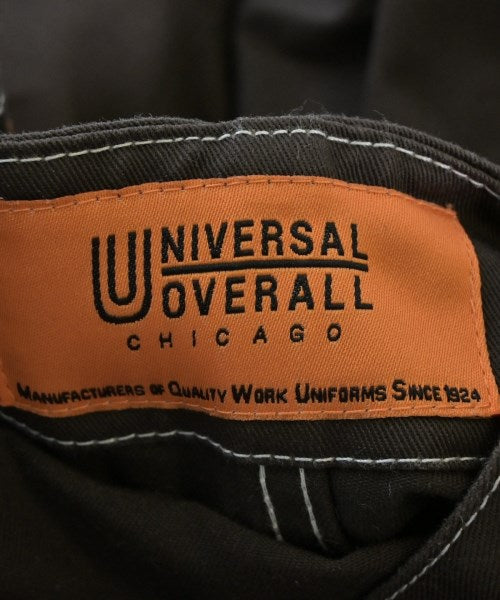 UNIVERSAL
OVERALL
CHICAGO
MANUFACTURERS OF QUALITY WORK UNIFORMS SINCE 1924